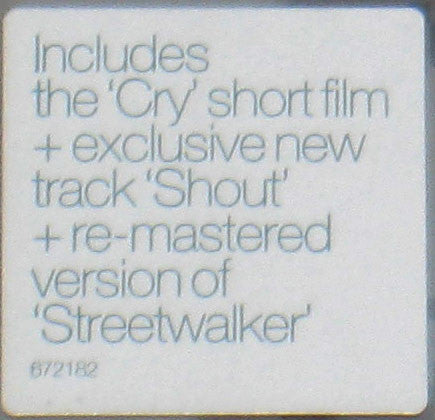 Includes
the 'Cry' short film
+ exclusive new
track 'Shout'
+ re-mastered
version of
'Streetwalker'
672182